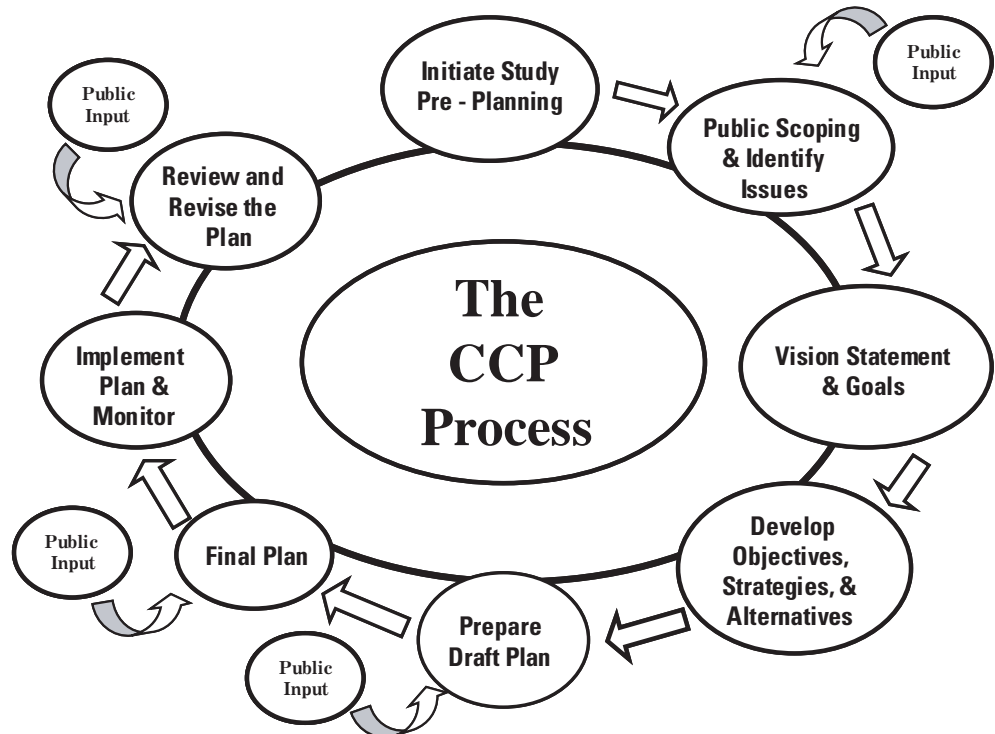 Initiate Study
Pre - Planning
Public
Input
Public Scoping
& Identify
Issues
Vision Statement
& Goals
Develop
Objectives,
Strategies, &
Alternatives
Prepare
Draft Plan
Public
Input
Final Plan
Public
Input
Implement
Plan &
Monitor
Review and
Revise the
Plan
Public
Input
The
CCP
Process